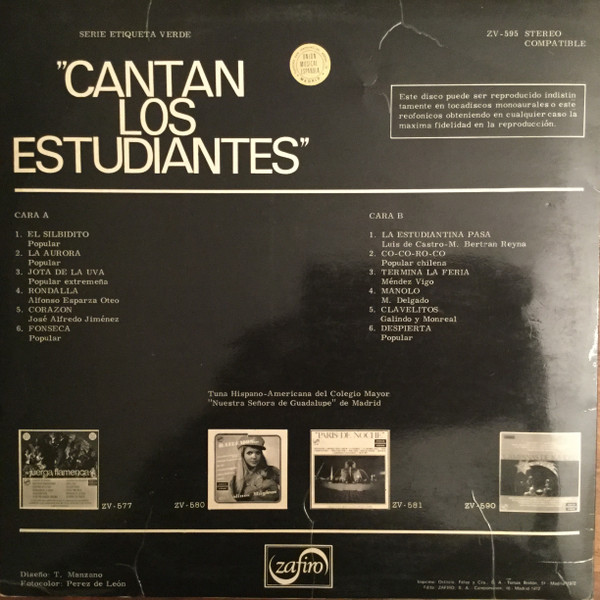 SERIE ETIQUETA VERDE
ZV-595 STEREO
COMPATIBLE
UNION
MUSICAL
ESPAÑOLA
MADRID
"CANTAN
LOS
ESTUDIANTES"
Este disco puede ser reproducido indistin
tamente en tocadiscos monoaurales o este
reofonicos obteniendo en cualquier caso la
maxima fidelidad en la reproducción.
CARA A
1. EL SILBIDITO
Popular
2. LA AURORA
Popular
3. JOTA DE LA UVA
Popular extremeña
4. RONDALLA
Alfonso Esparza Oteo
5. CORAZON
José Alfredo Jiménez
6. FONSECA
Popular
CARA B
1. LA ESTUDIANTINA PASA
Luis de Castro-M. Bertran Reyna
2. CO-CO-RO-CO
Popular chilena
3. TERMINA LA FERIA
Méndez Vigo
4. MANOLO
M. Delgado
5. CLAVELITOS
Galindo y Monreal
6. DESPIERTA
Popular
Tuna Hispano-Americana del Colegio Mayor
"Nuestra Señora de Guadalupe" de Madrid
juerga flamenca
ZV-577
ZV-580
PARIS DE NOCHE
ZV-581
ZV-590
zafiro
Diseño: T. Manzano
Fotocolor: Perez de León